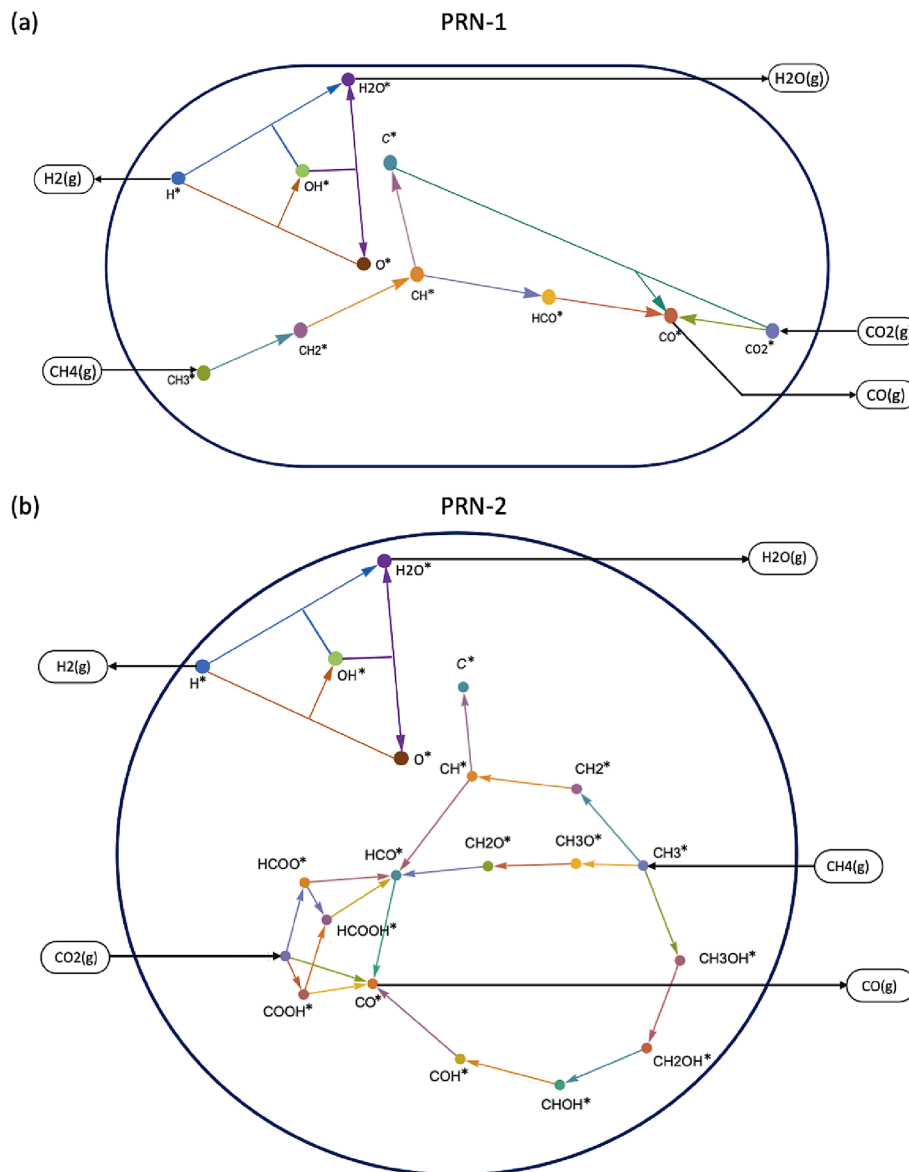 (a)
PRN-1
H2O*
H2O(g)
C*
H2(g)
H*
OH*
O*
CH*
HCO*
CO*
CO2*
CO2(g)
CH2*
CH4(g)
CH3*
CO(g)
(b)
PRN-2
H2O*
H2O(g)
H2(g)
H*
OH*
C*
O*
CH*
CH2*
CH2O*
CH3O*
HCOO*
HCO*
CH3*
CH4(g)
HCOOH*
CO2(g)
CH3OH*
COOH*
CO*
CO(g)
COH*
CH2OH*
CHOH*